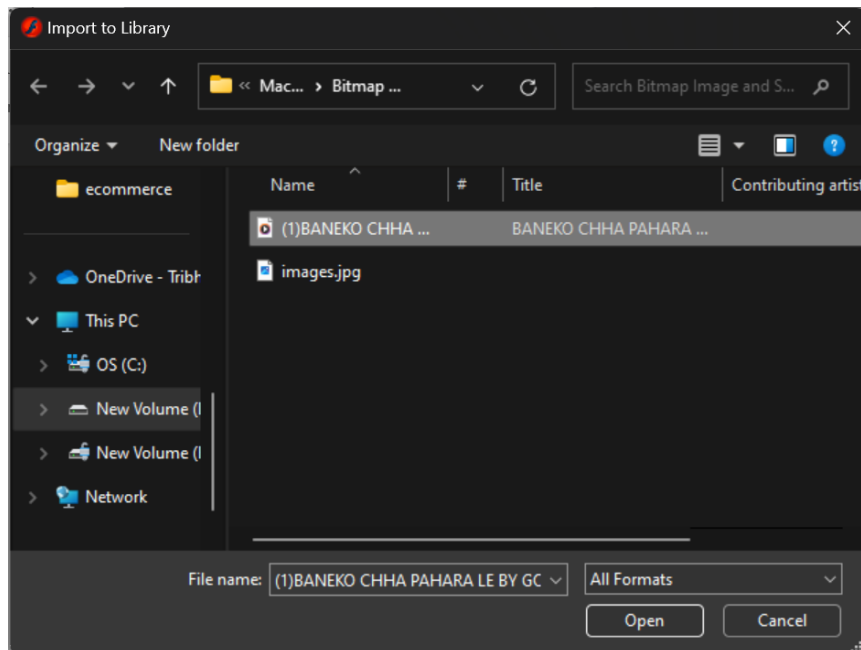 Import to Library
« Mac... › Bitmap ...
Search Bitmap Image and S...
Organize
New folder
ecommerce
Name
#
Title
Contributing artis
(1)BANEKO CHHA ...
BANEKO CHHA PAHARA ...
images.jpg
OneDrive - Tribh
This PC
OS (C:)
New Volume (
New Volume (
Network
File name:
(1)BANEKO CHHA PAHARA LE BY GC
All Formats
Open
Cancel